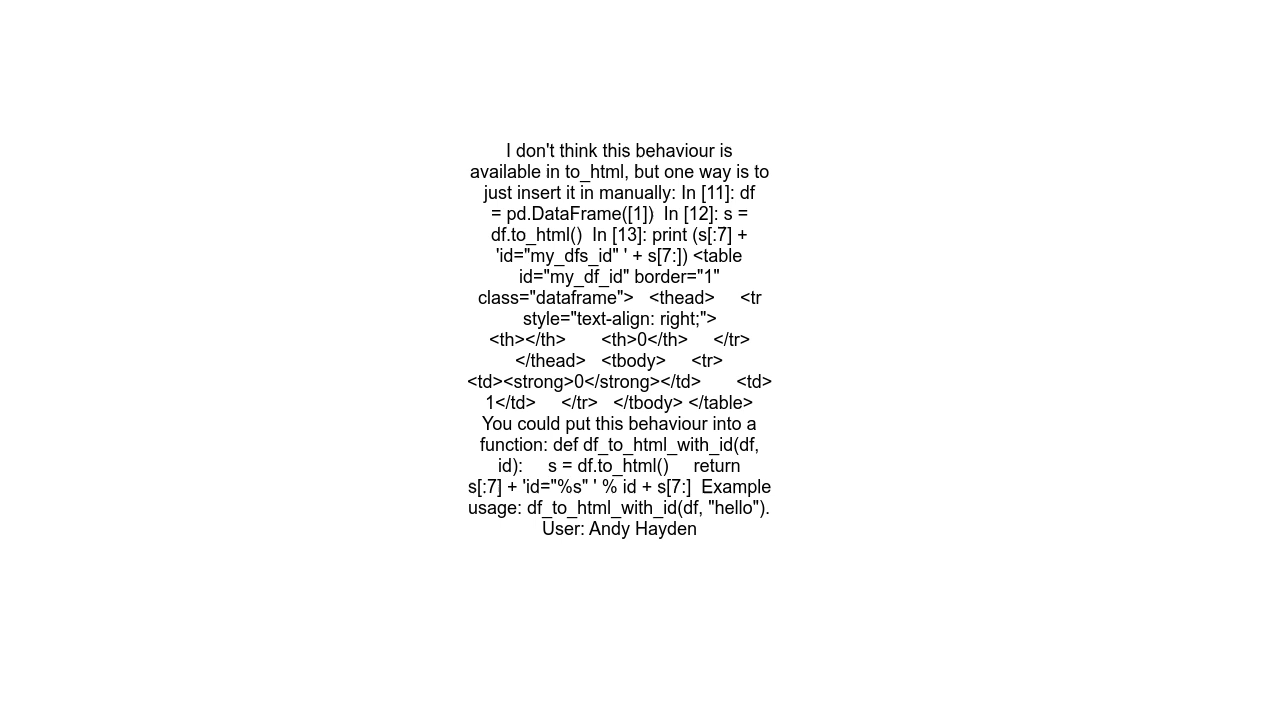 I don't think this behaviour is
available in to_html, but one way is to
just insert it in manually: In [11]: df
= pd.DataFrame([1])  In [12]: s =
df.to_html()  In [13]: print (s[:7] +
'id="my_dfs_id" ' + s[7:]) <table
id="my_df_id" border="1"
class="dataframe">   <thead>     <tr
style="text-align: right;">
<th></th>       <th>0</th>     </tr>
</thead>   <tbody>     <tr>
<td><strong>0</strong></td>       <td>
1</td>     </tr>   </tbody> </table>
You could put this behaviour into a
function: def df_to_html_with_id(df,
id):     s = df.to_html()     return
s[:7] + 'id="%s" ' % id + s[7:]  Example
usage: df_to_html_with_id(df, "hello").
User: Andy Hayden